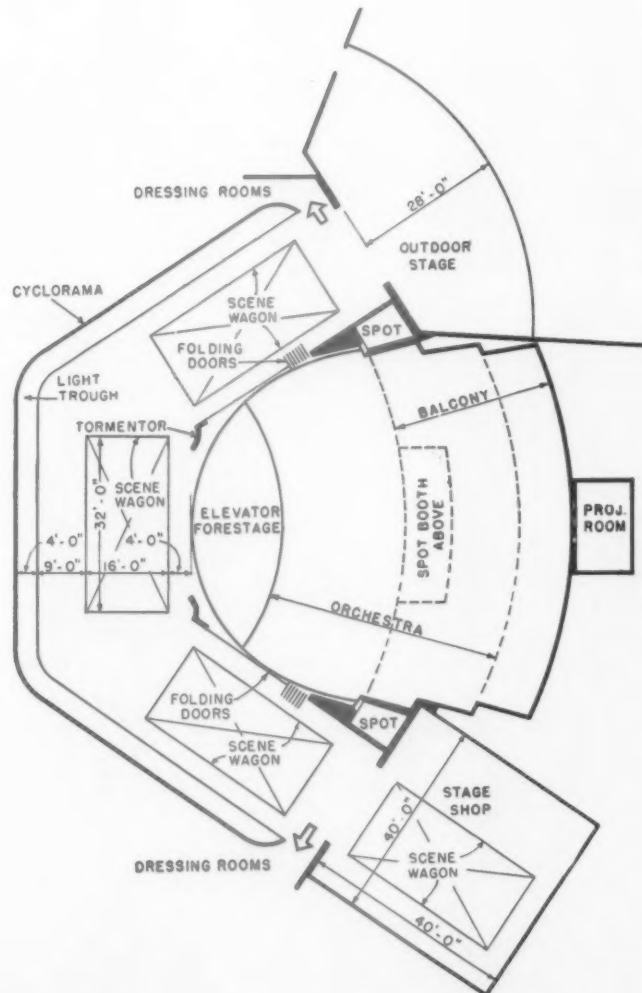 DRESSING ROOMS
28'-0"
OUTDOOR
STAGE
CYCLORAMA
SCENE
WAGON
SPOT
FOLDING
DOORS
LIGHT
TROUGH
BALCONY
TORMENTOR
SCENE
WAGON
32'-0"
ELEVATOR
FORESTAGE
SPOT BOOTH
ABOVE
PROJ.
ROOM
4'-0"
4'-0"
9'-0"
16'-0"
ORCHESTRA
FOLDING
DOORS
SCENE
WAGON
SPOT
STAGE
SHOP
40'-0"
SCENE
WAGON
DRESSING ROOMS
40'-0"